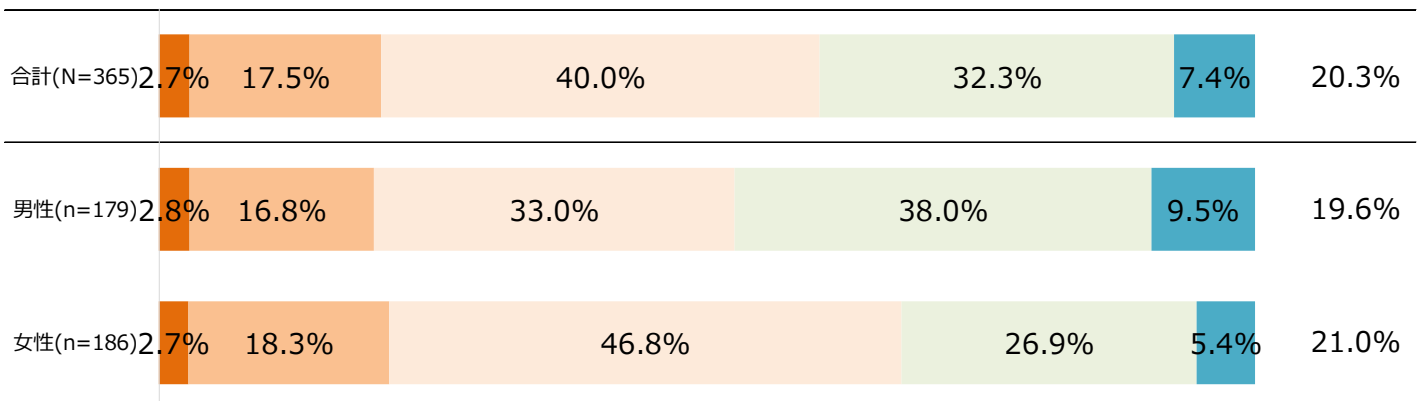 合計(N=365) 2.7% 17.5% 40.0% 32.3% 7.4% 20.3%
男性(n=179) 2.8% 16.8% 33.0% 38.0% 9.5% 19.6%
女性(n=186) 2.7% 18.3% 46.8% 26.9% 5.4% 21.0%